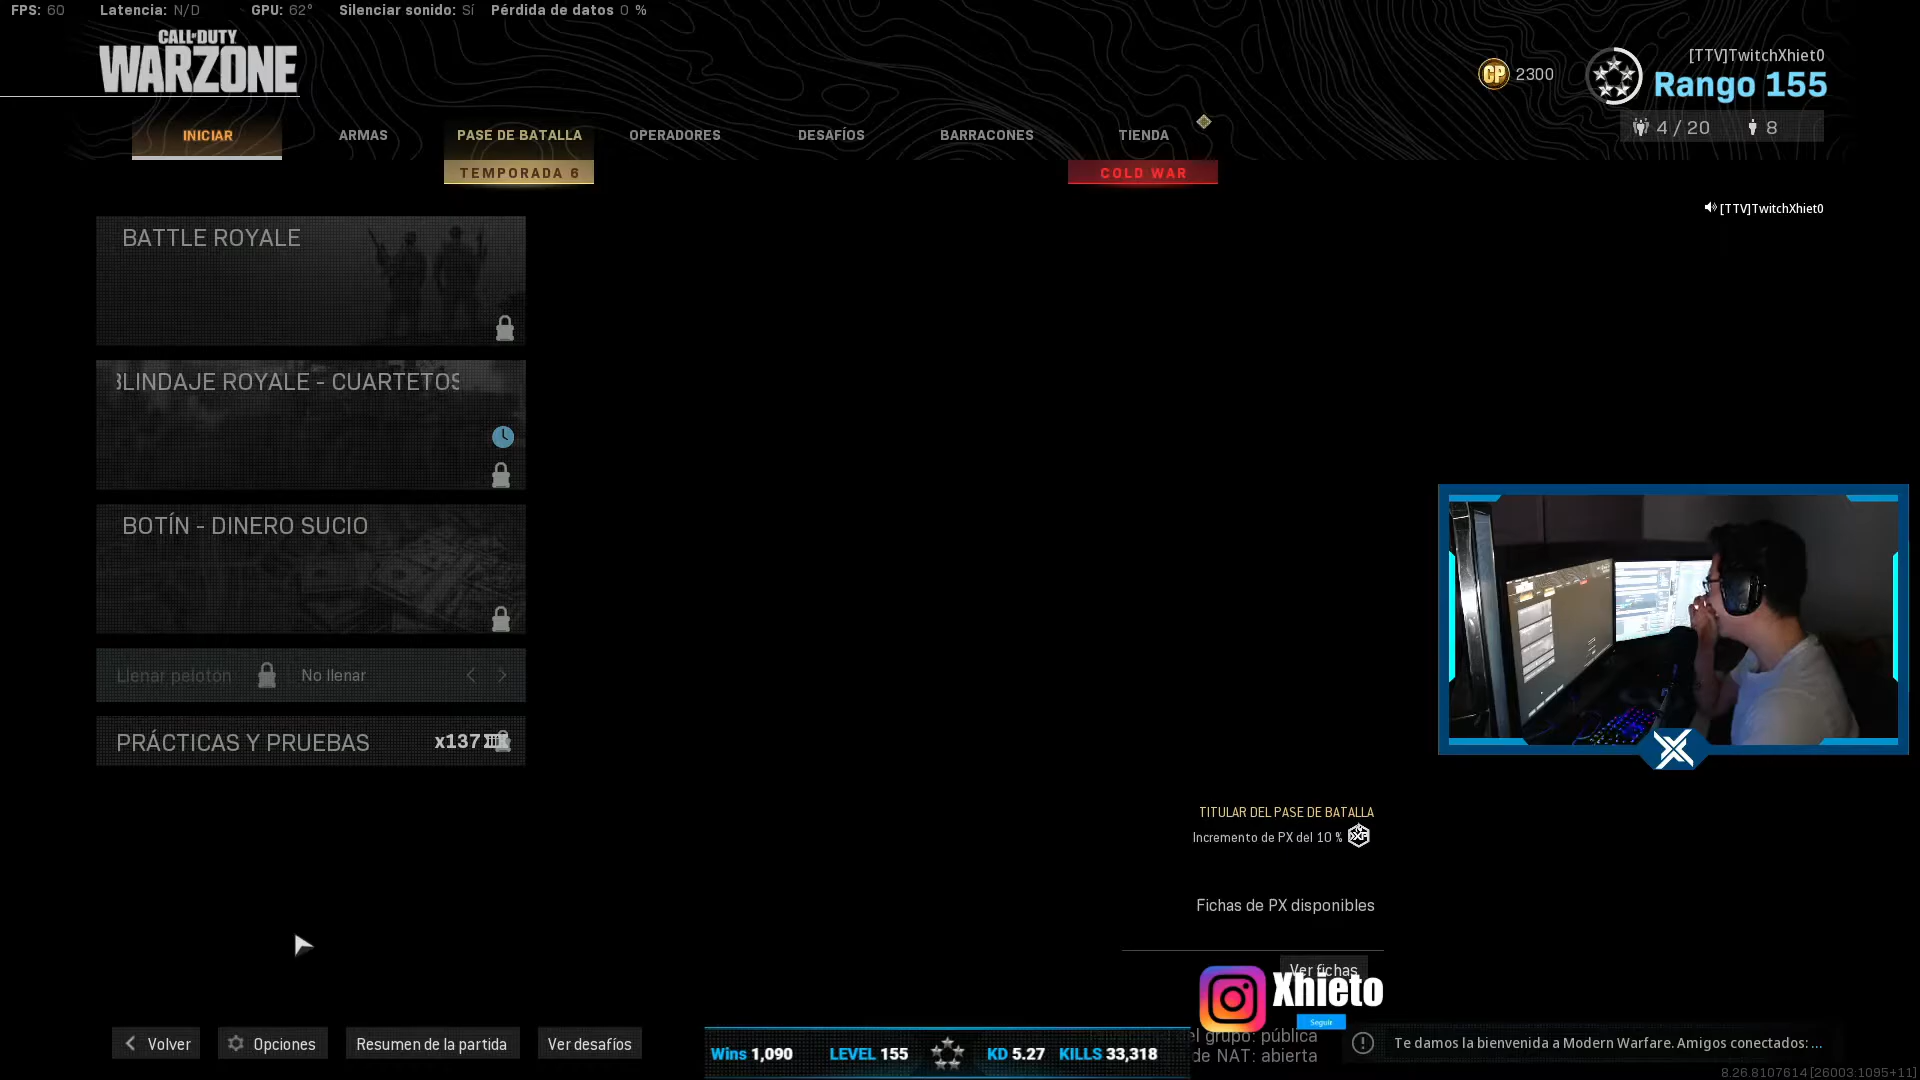 FPS: 60 Latencia: N/D GPU: 62° Silenciar sonido: Sí Pérdida de datos 0 %
CALL OF DUTY
WARZONE
CP 2300
[TTV]TwitchXhiet0
Rango 155
4 / 20 8
INICIAR ARMAS PASE DE BATALLA OPERADORES DESAFÍOS BARRACONES TIENDA
TEMPORADA 6 COLD WAR
[TTV]TwitchXhiet0
BATTLE ROYALE
BLINDAJE ROYALE - CUARTETOS
BOTÍN - DINERO SUCIO
Llenar pelotón No llenar
PRÁCTICAS Y PRUEBAS x137
TITULAR DEL PASE DE BATALLA
Incremento de PX del 10 %
Fichas de PX disponibles
Ver fichas
Xhieto
Seguir
el grupo: pública
de NAT: abierta
Te damos la bienvenida a Modern Warfare. Amigos conectados: ...
Volver Opciones Resumen de la partida Ver desafíos
Wins 1,090 LEVEL 155 KD 5.27 KILLS 33,318
8.26.8107614 [26003:1095+11]